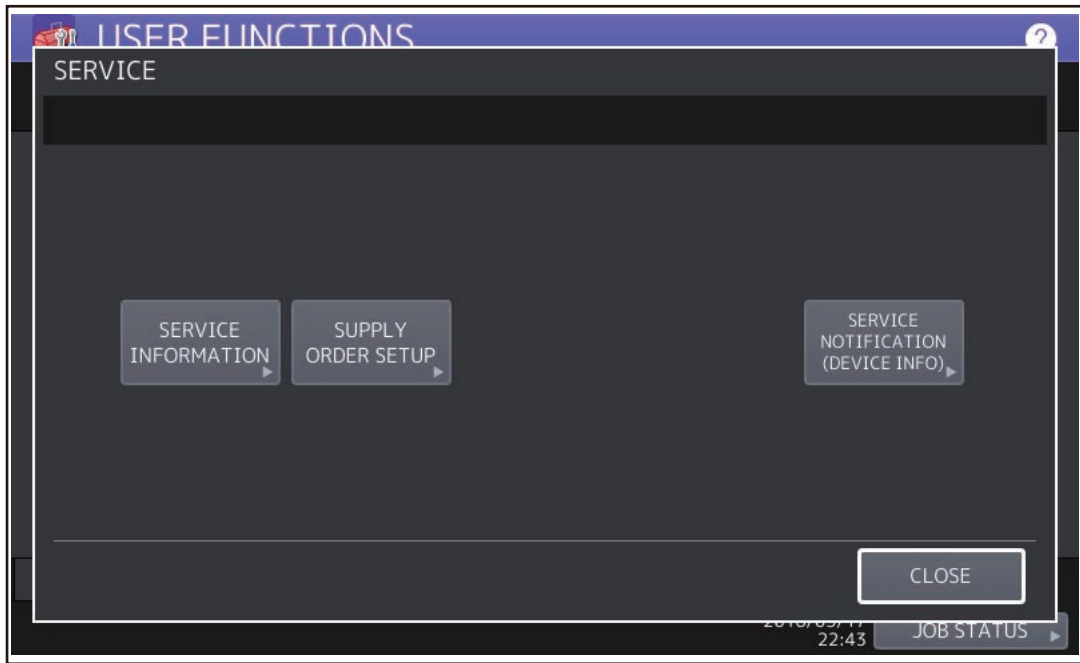 USER FUNCTIONS
?
SERVICE
SERVICE
INFORMATION
SUPPLY
ORDER SETUP
SERVICE
NOTIFICATION
(DEVICE INFO)
CLOSE
22:43
JOB STATUS